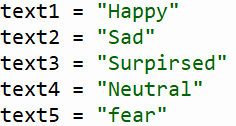 text1 = "Happy"
text2 = "Sad"
text3 = "Surpirsed"
text4 = "Neutral"
text5 = "fear"